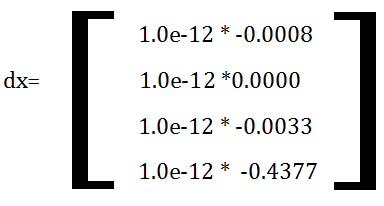 1.0e-12 * -0.0008
dx= 1.0e-12 *0.0000
1.0e-12 * -0.0033
1.0e-12 *  -0.4377